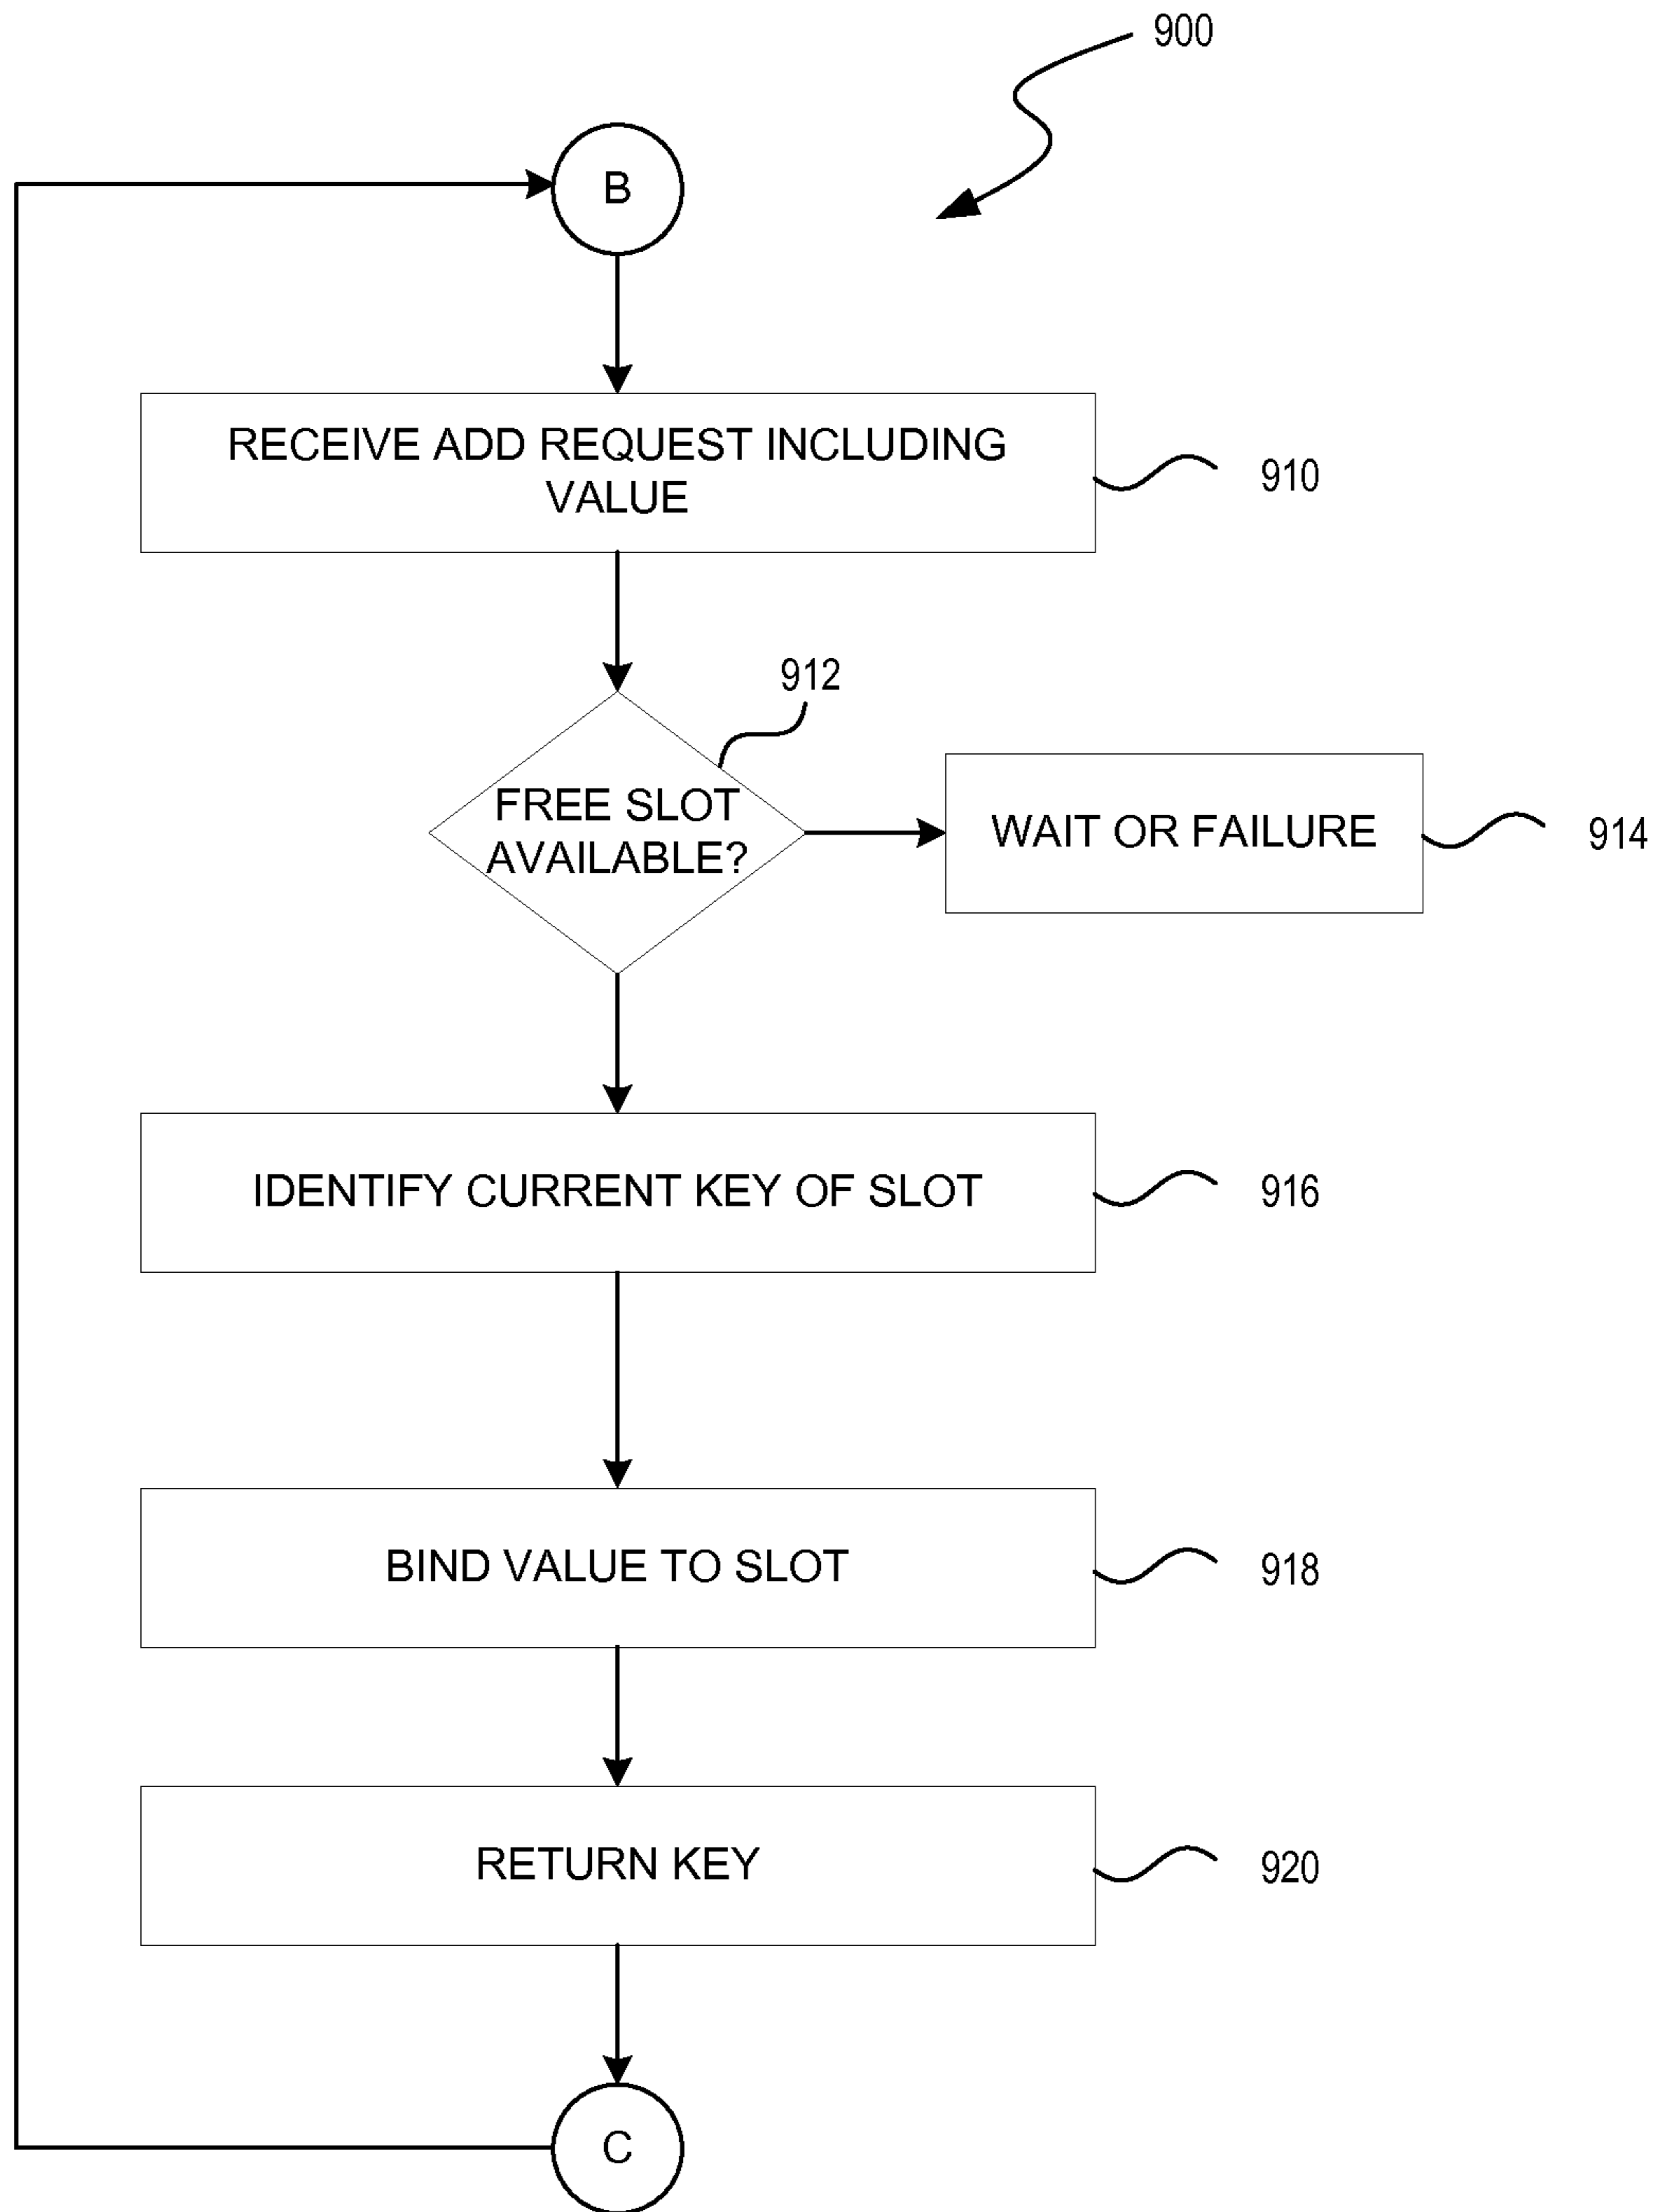 900
B
RECEIVE ADD REQUEST INCLUDING
VALUE
910
912
FREE SLOT
AVAILABLE?
WAIT OR FAILURE
914
IDENTIFY CURRENT KEY OF SLOT
916
BIND VALUE TO SLOT
918
RETURN KEY
920
C